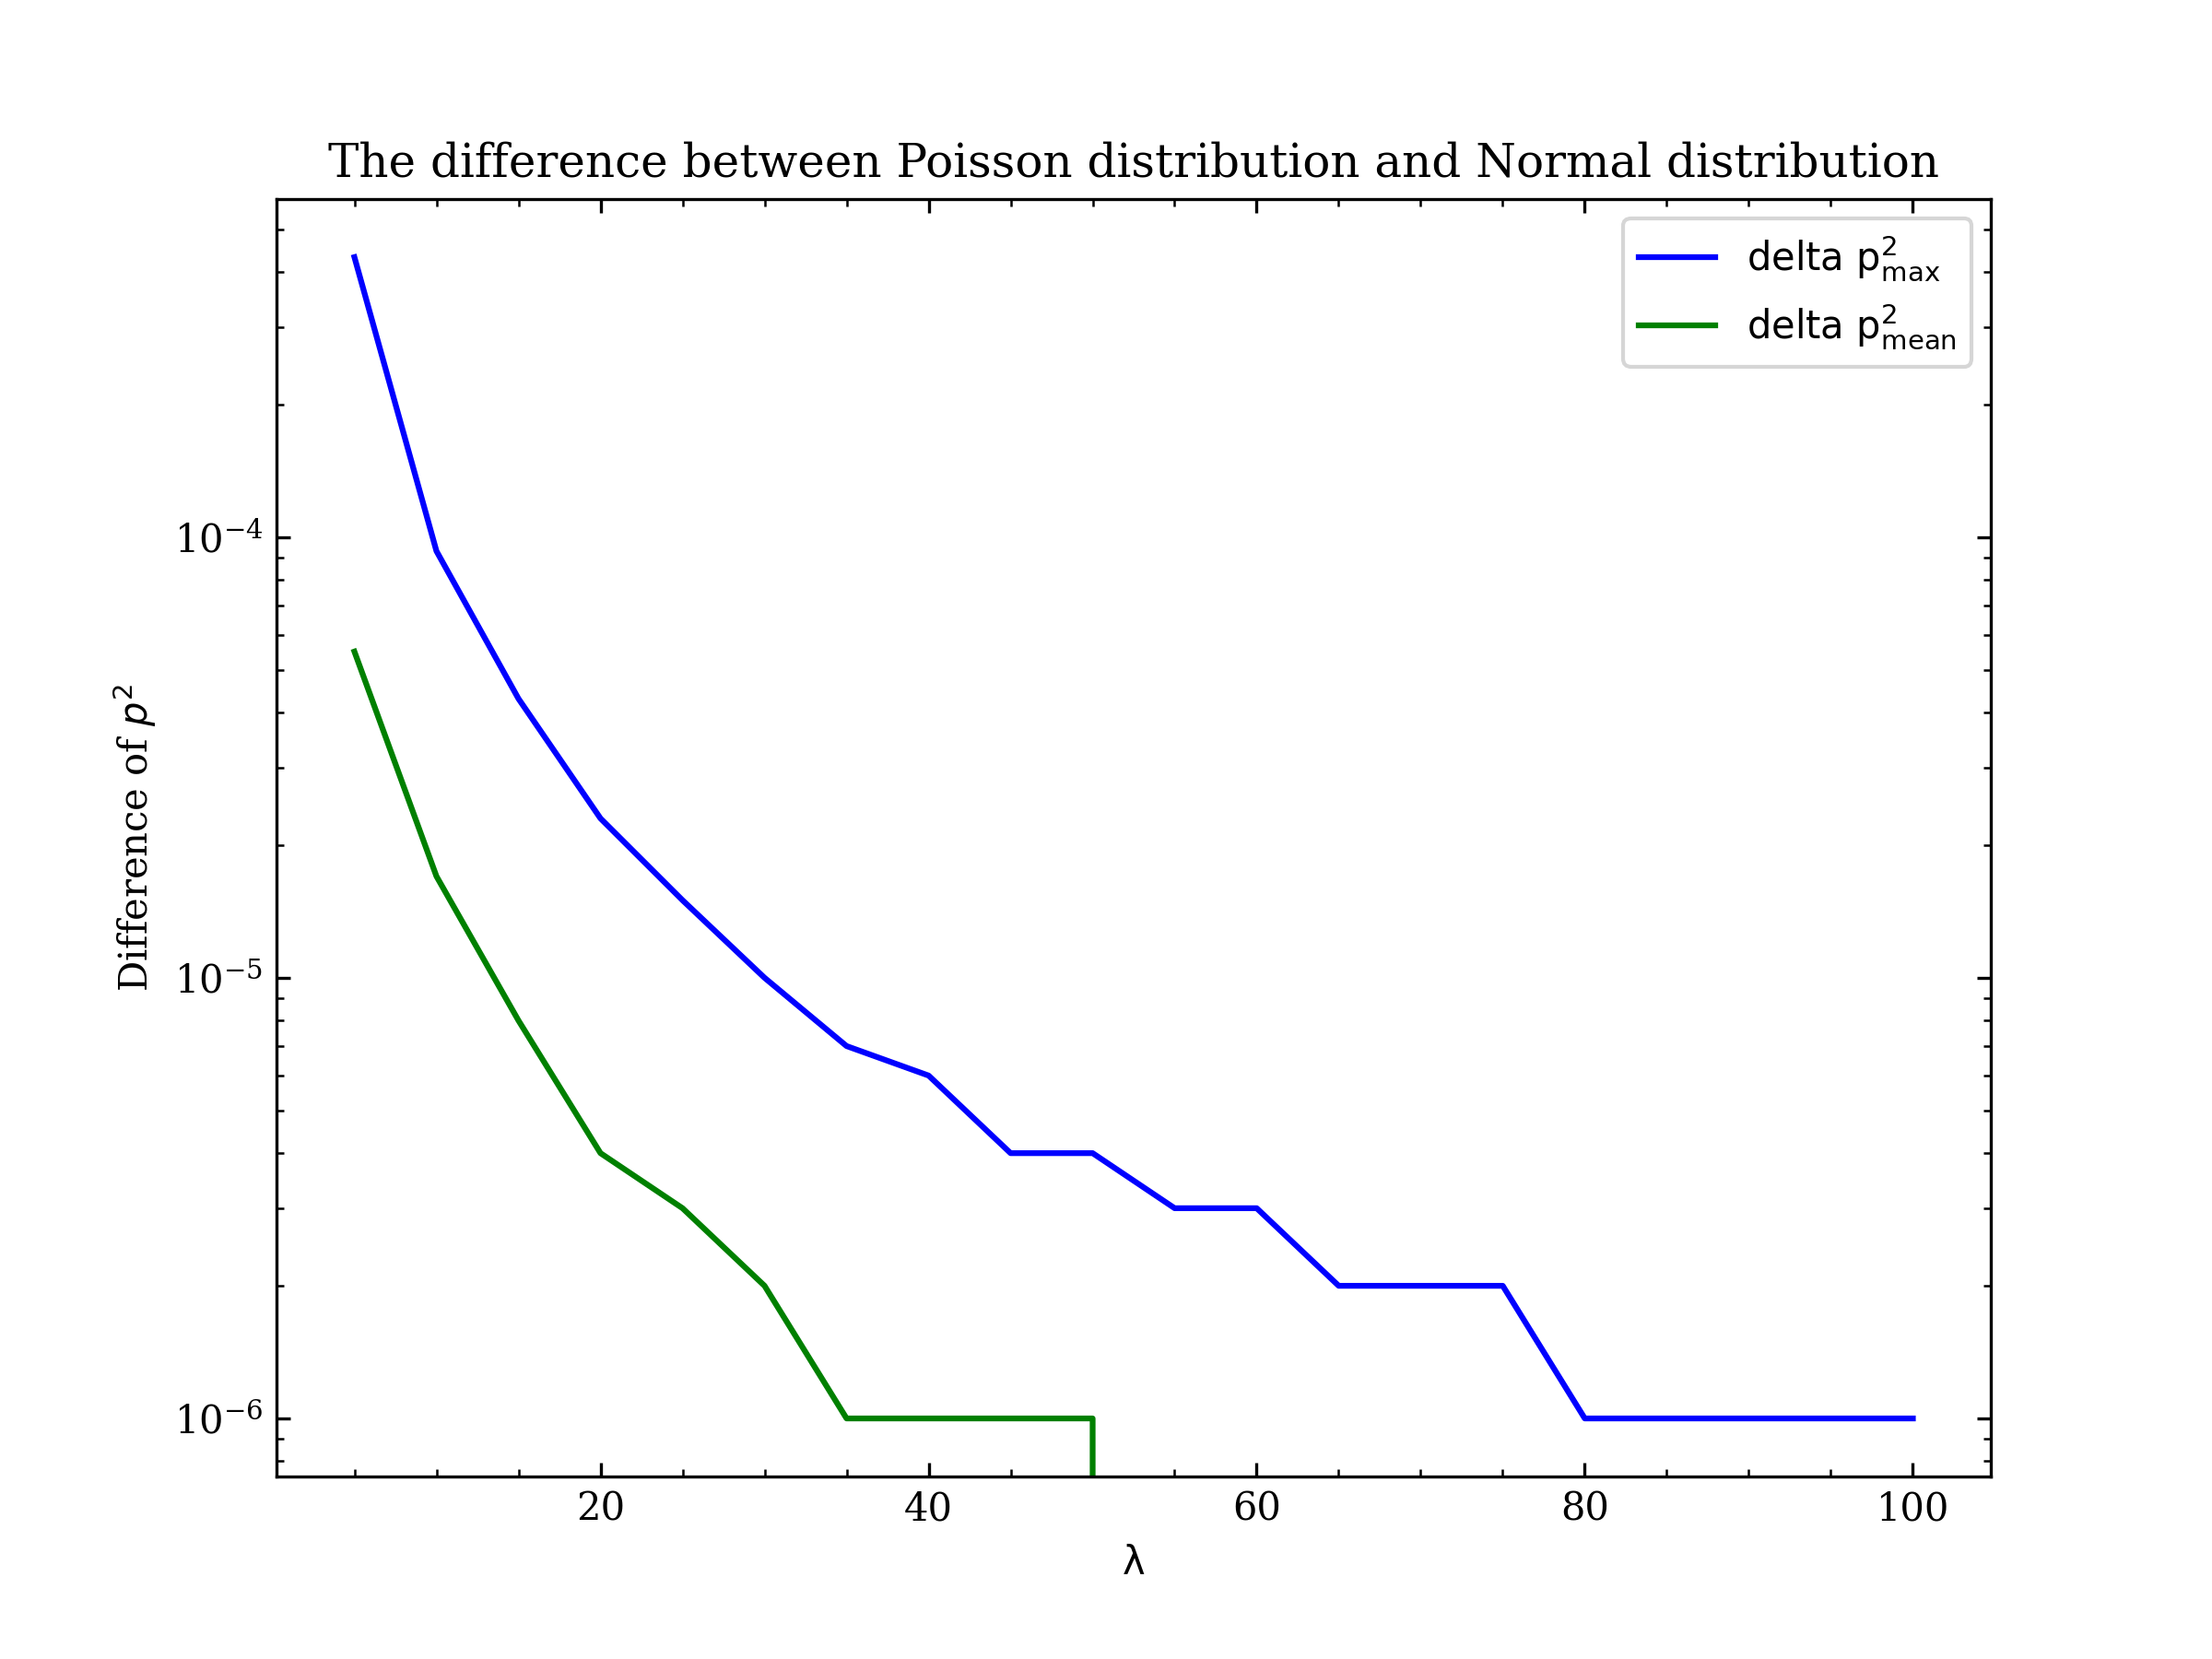 The difference between Poisson distribution and Normal distribution
delta p²max
delta p²mean
Difference of p²
10⁻⁴
10⁻⁵
10⁻⁶
20 40 60 80 100
λ